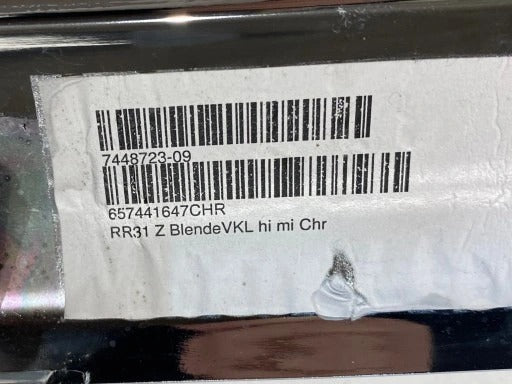 7448723-09
657441647CHR
RR31 Z BlendeVKL hi mi Chr